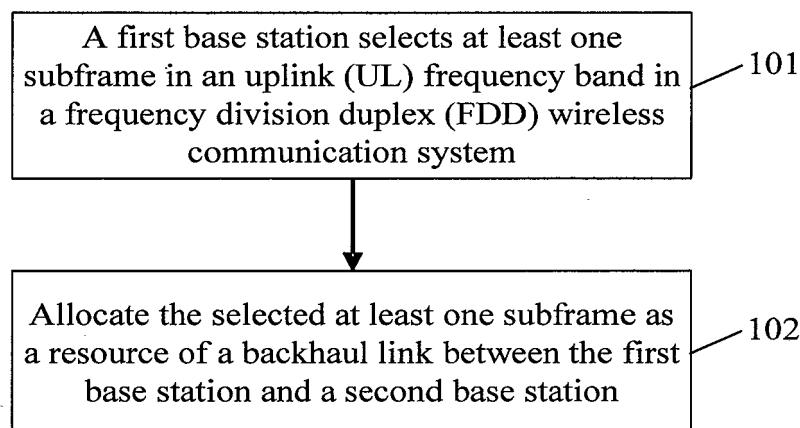 A first base station selects at least one
subframe in an uplink (UL) frequency band in
a frequency division duplex (FDD) wireless
communication system
101
Allocate the selected at least one subframe as
a resource of a backhaul link between the first
base station and a second base station
102